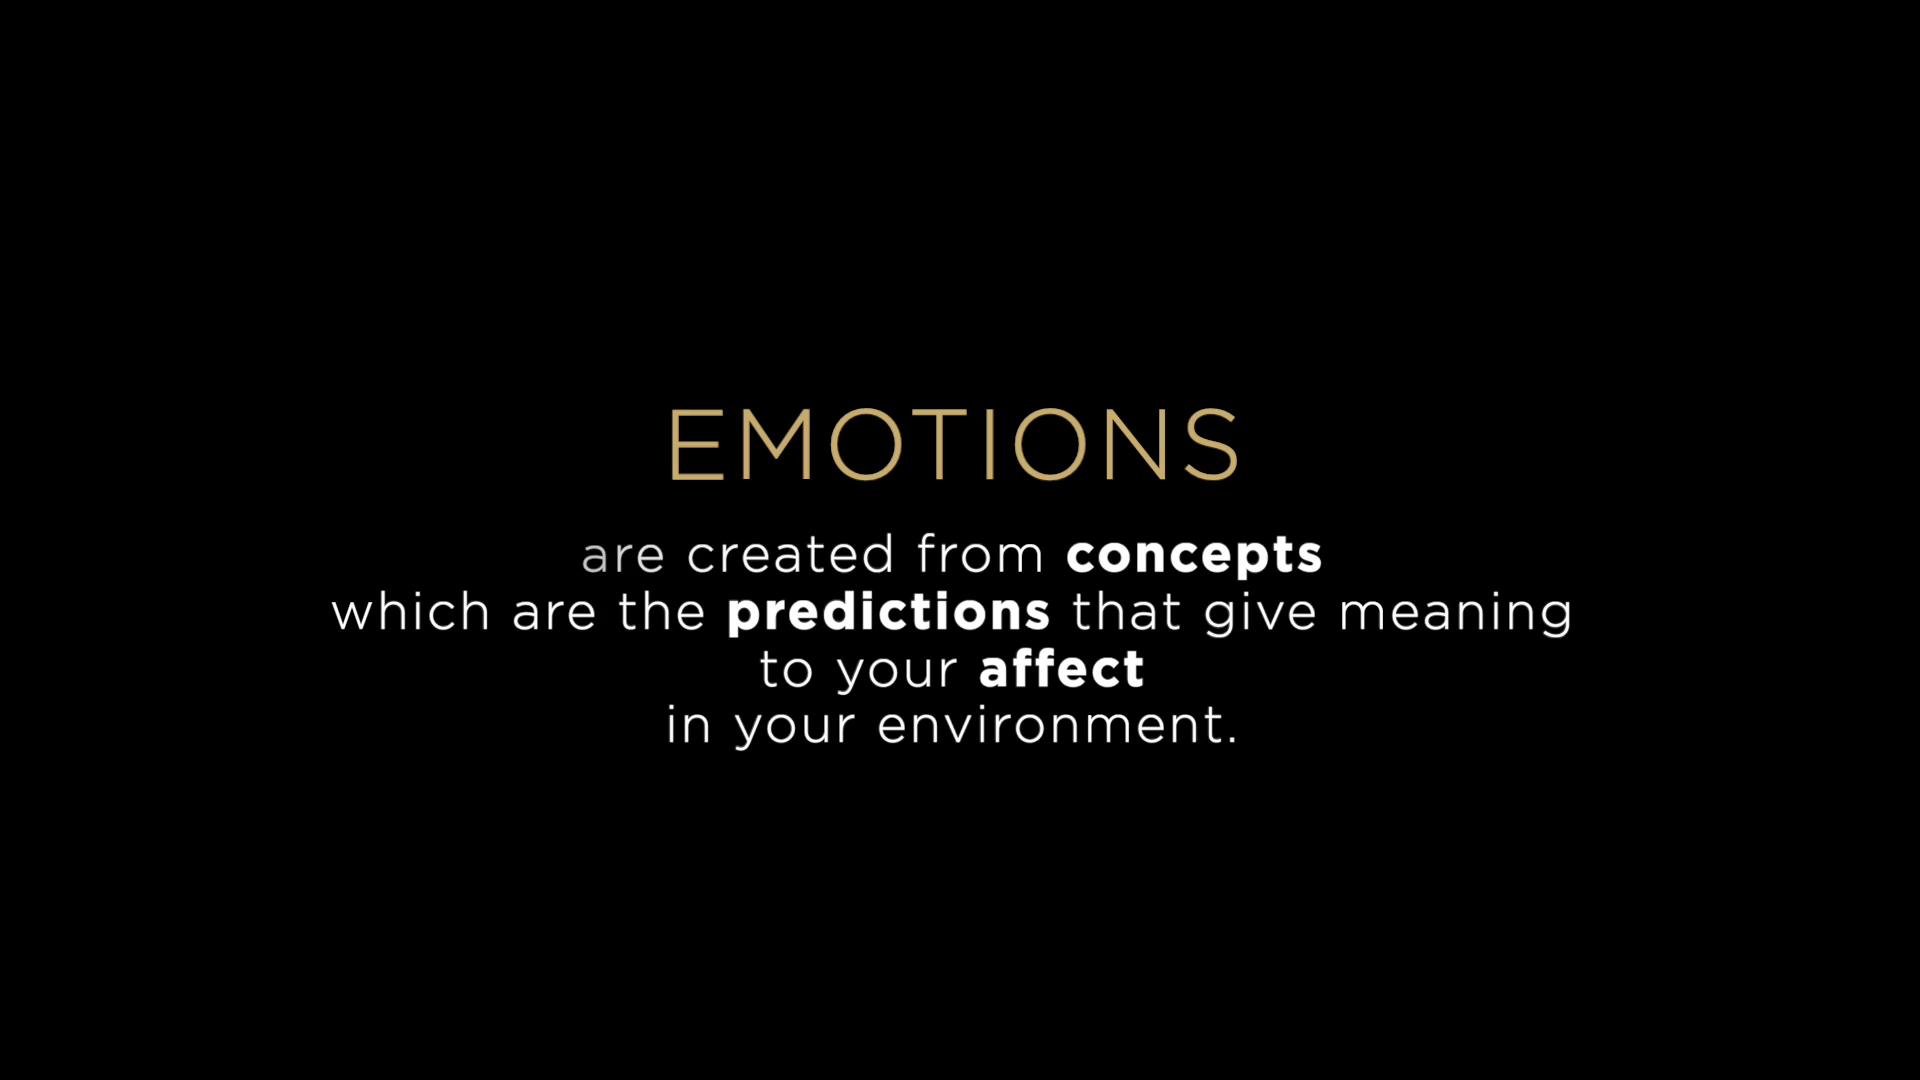 EMOTIONS
are created from concepts
which are the predictions that give meaning
to your affect
in your environment.